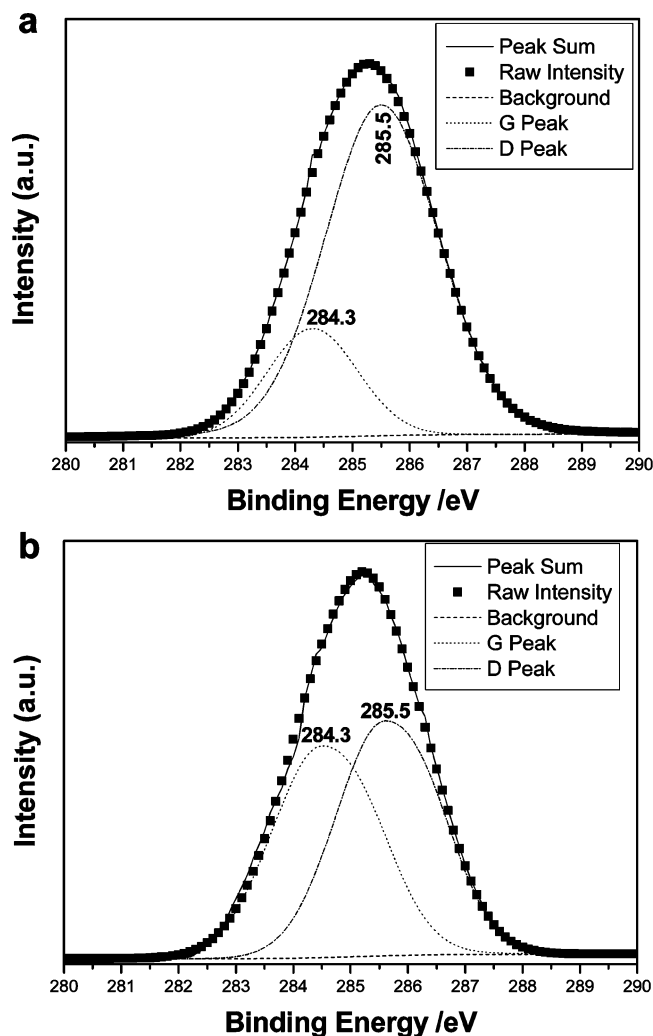 a
Peak Sum
Raw Intensity
Background
G Peak
D Peak
285.5
284.3
Intensity (a.u.)
280 281 282 283 284 285 286 287 288 289 290
Binding Energy /eV
b
Peak Sum
Raw Intensity
Background
G Peak
D Peak
284.3 285.5
Intensity (a.u.)
280 281 282 283 284 285 286 287 288 289 290
Binding Energy /eV